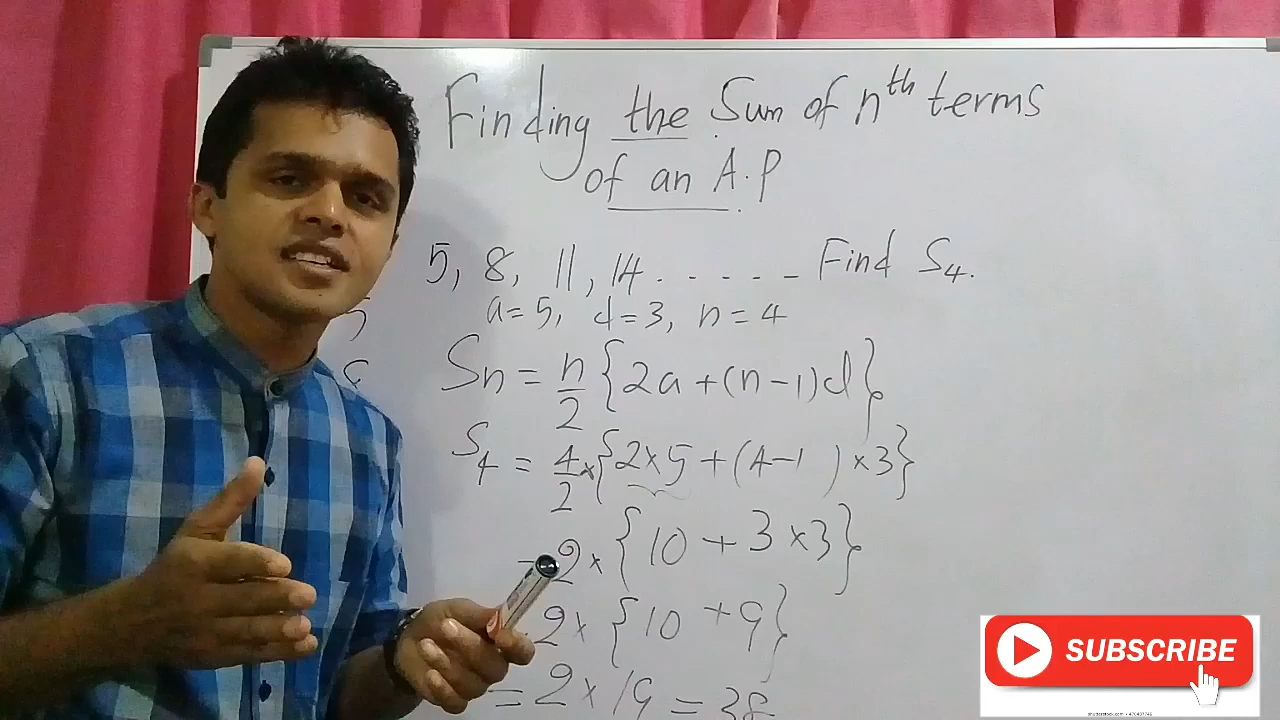 Finding the Sum of nth terms
of an A.P
5, 8, 11, 14 . . . . . . Find S4.
a=5, d=3, n=4
Sn = n/2 {2a+(n-1)d}
S4 = 4/2 × {2×5+(4-1)×3}
= 2× {10 + 3×3}
2× {10 +9}
= 2×19 = 38
SUBSCRIBE